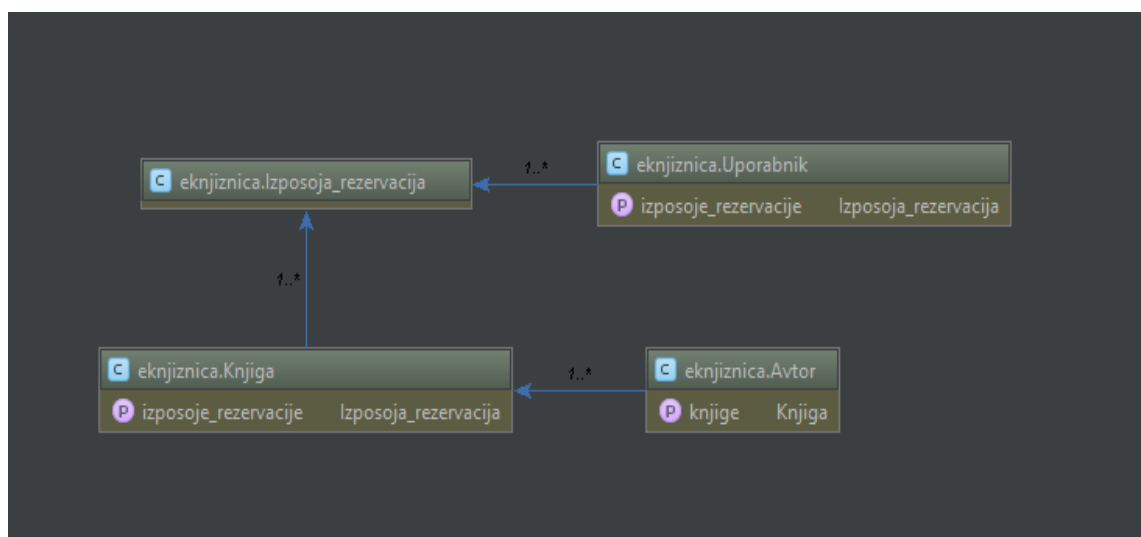 C eknjiznica.Izposoja_rezervacija
1..*
C eknjiznica.Uporabnik
P izposoje_rezervacije Izposoja_rezervacija
1..*
C eknjiznica.Knjiga
P izposoje_rezervacije Izposoja_rezervacija
1..*
C eknjiznica.Avtor
P knjige Knjiga